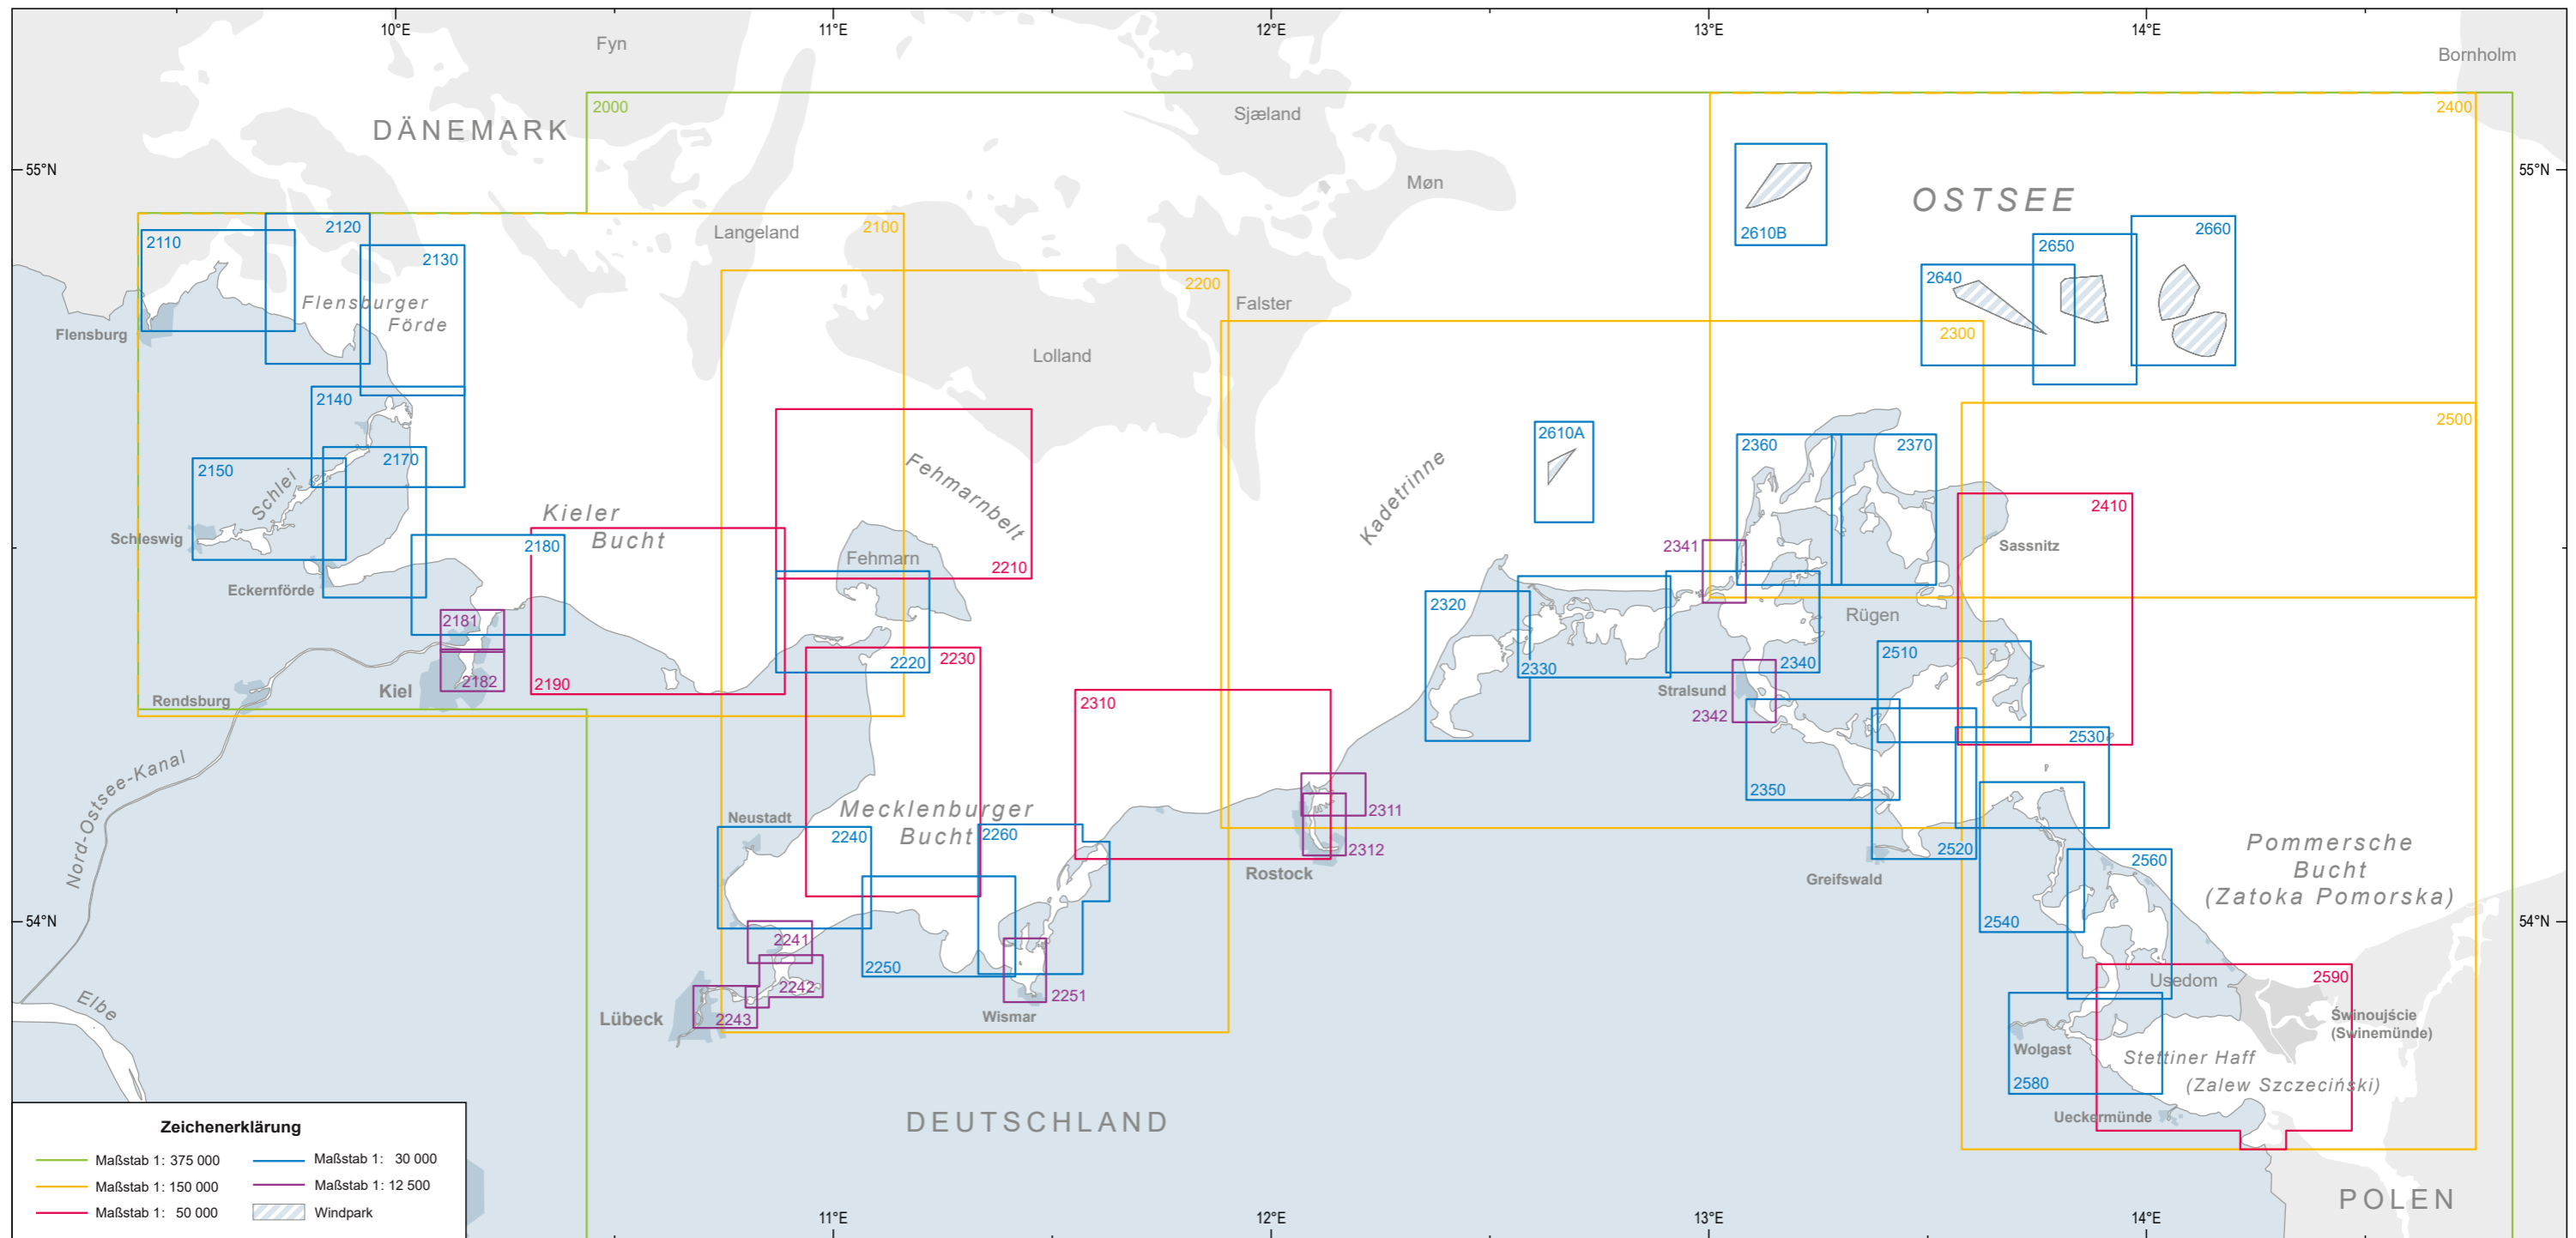 10°E
11°E
12°E
13°E
14°E
Fyn
Bornholm
2000
2400
Sjæland
DÄNEMARK
55°N
55°N
Møn
OSTSEE
2610B
2120
2110
2100
2130
Langeland
2660
2650
2640
2200
Flensburger
Förde
Falster
Flensburg
2300
Lolland
2140
2500
2610A
2360
2370
2150
2170
Schlei
Fehmarnbelt
Kadetrinne
2410
Kieler
Bucht
Schleswig
2180
2341
Sassnitz
Fehmarn
2210
Eckernförde
2320
Rügen
2181
2510
2230
2220
2330
2340
2182
2190
Kiel
Stralsund
Rendsburg
2310
2342
2530
Nord-Ostsee-Kanal
2350
Mecklenburger
Bucht
Neustadt
2311
2240
2260
Pommersche
Bucht
(Zatoka Pomorska)
2312
2520
2560
Rostock
Greifswald
54°N
54°N
2540
2241
2250
2590
2242
Usedom
2251
Elbe
Lübeck
2243
Wismar
Świnoujście
(Swinemünde)
Wolgast
Stettiner Haff
(Zalew Szczeciński)
2580
DEUTSCHLAND
Ueckermünde
Zeichenerklärung
Maßstab 1: 375 000
Maßstab 1: 30 000
Maßstab 1: 150 000
Maßstab 1: 12 500
Maßstab 1: 50 000
Windpark
POLEN
11°E
12°E
13°E
14°E